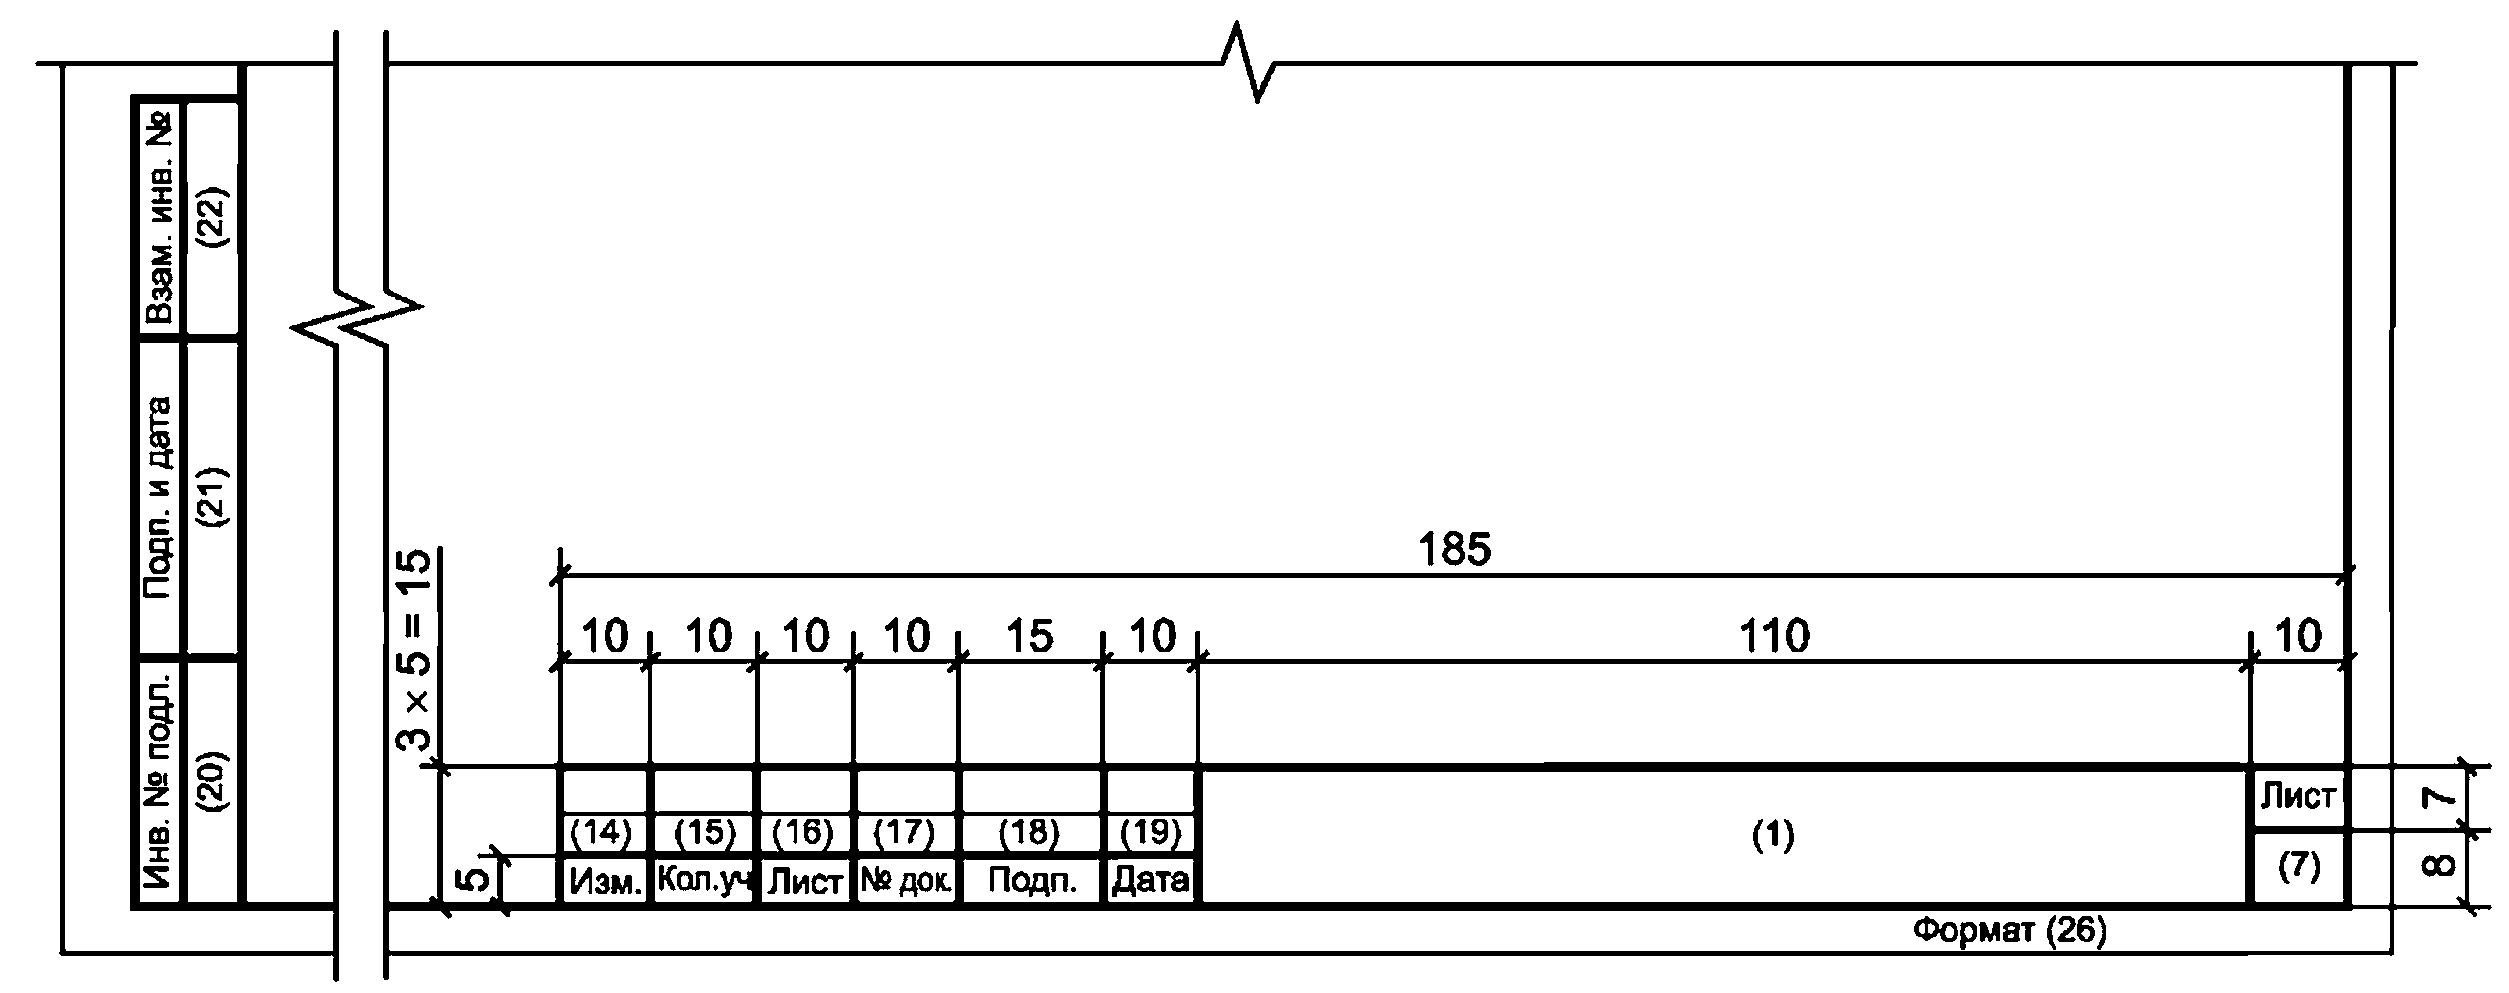 Взам. инв. №
(22)
Подп. и дата
(21)
Инв. № подл.
(20)
185
3 × 5 = 15
10 10 10 10 15 10 110 10
5
7
8
Лист
(14) (15) (16) (17) (18) (19) (1)
(7)
Изм. Кол.уч Лист № док. Подп. Дата
Формат (26)